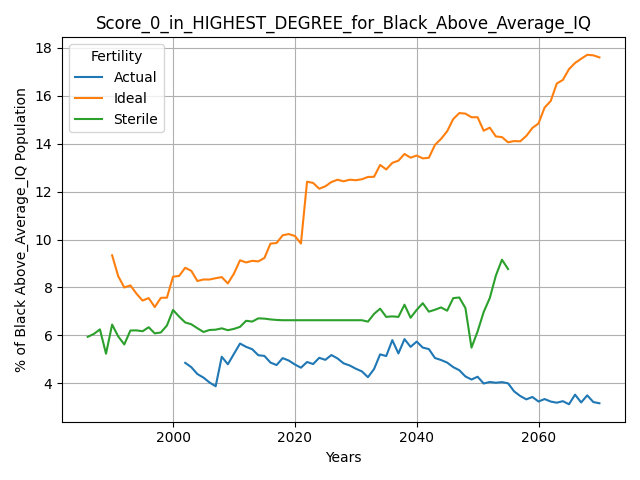 Score_0_in_HIGHEST_DEGREE_for_Black_Above_Average_IQ
% of Black Above_Average_IQ Population
18
16
14
12
10
8
6
4
Fertility
Actual
Ideal
Sterile
2000
2020
2040
2060
Years